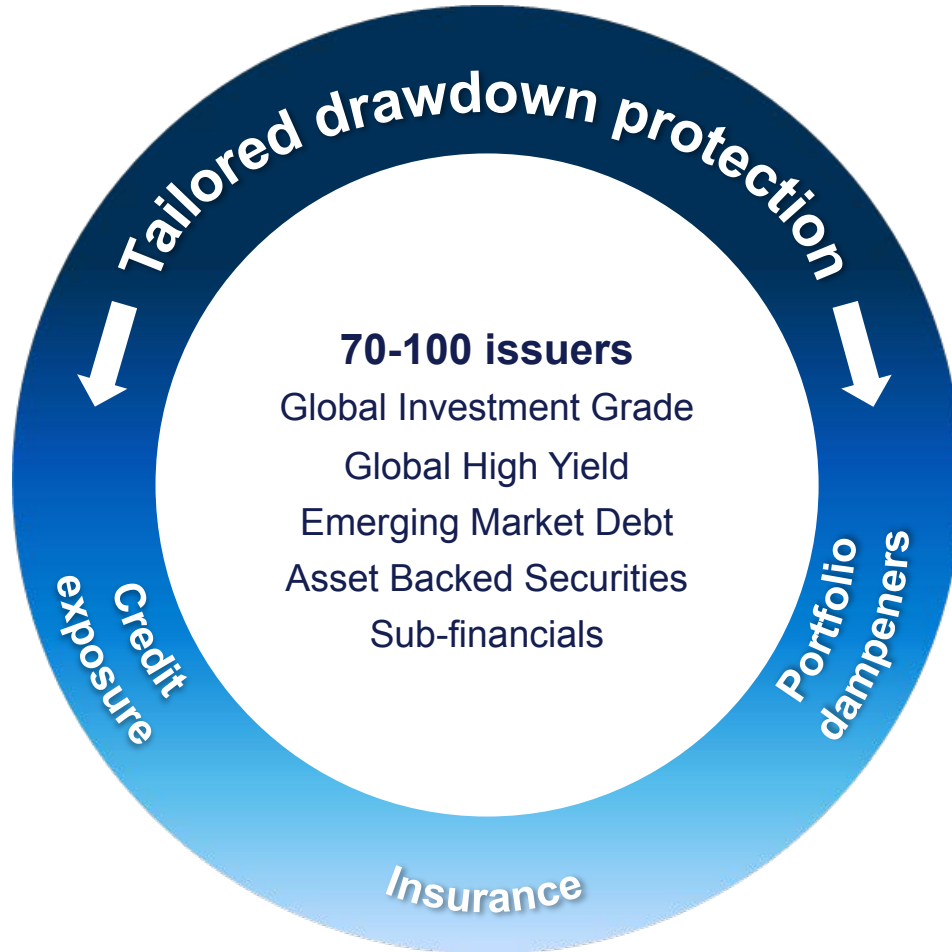 Tailored drawdown protection
70-100 issuers
Global Investment Grade
Global High Yield
Emerging Market Debt
Asset Backed Securities
Sub-financials
Credit
exposure
Portfolio
dampeners
Insurance